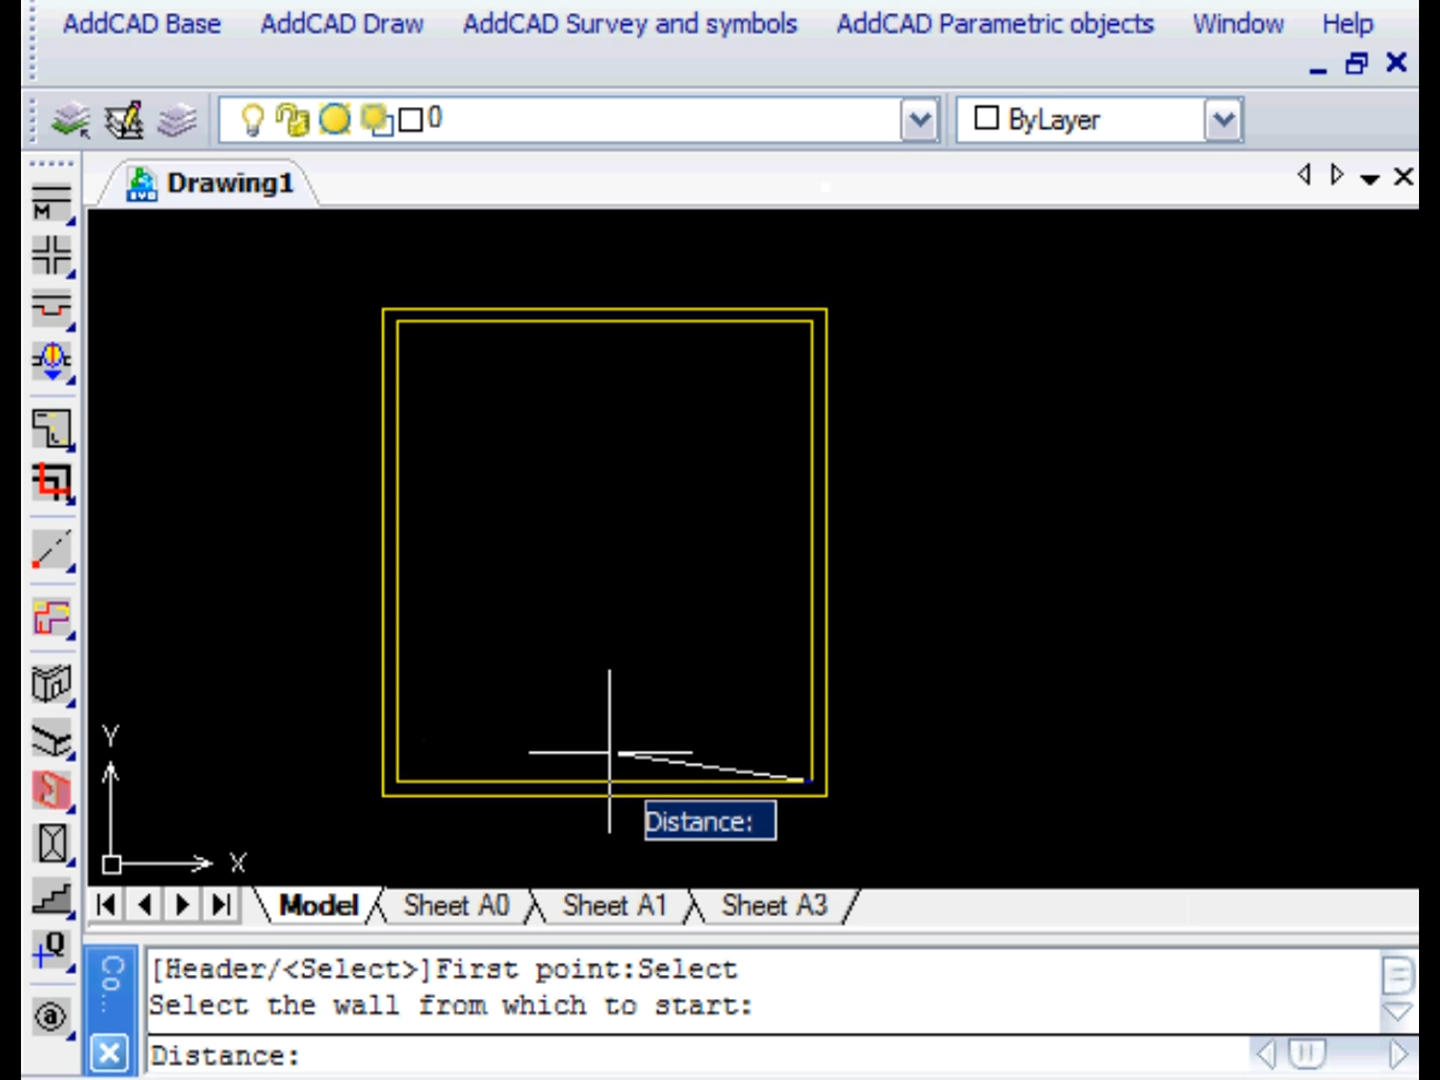 AddCAD Base AddCAD Draw AddCAD Survey and symbols AddCAD Parametric objects Window Help
0 ByLayer
Drawing1
M
Y
Distance:
X
Model Sheet A0 Sheet A1 Sheet A3
Q
Co...
[Header/<Select>]First point:Select
Select the wall from which to start:
@
Distance: